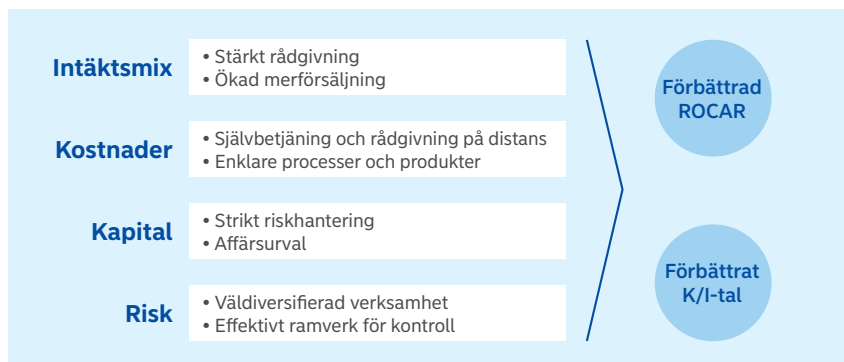 Intäktsmix
• Stärkt rådgivning
• Ökad merförsäljning
Kostnader
• Självbetjäning och rådgivning på distans
• Enklare processer och produkter
Kapital
• Strikt riskhantering
• Affärsurval
Risk
• Väldiversifierad verksamhet
• Effektivt ramverk för kontroll
Förbättrad
ROCAR
Förbättrat
K/I-tal